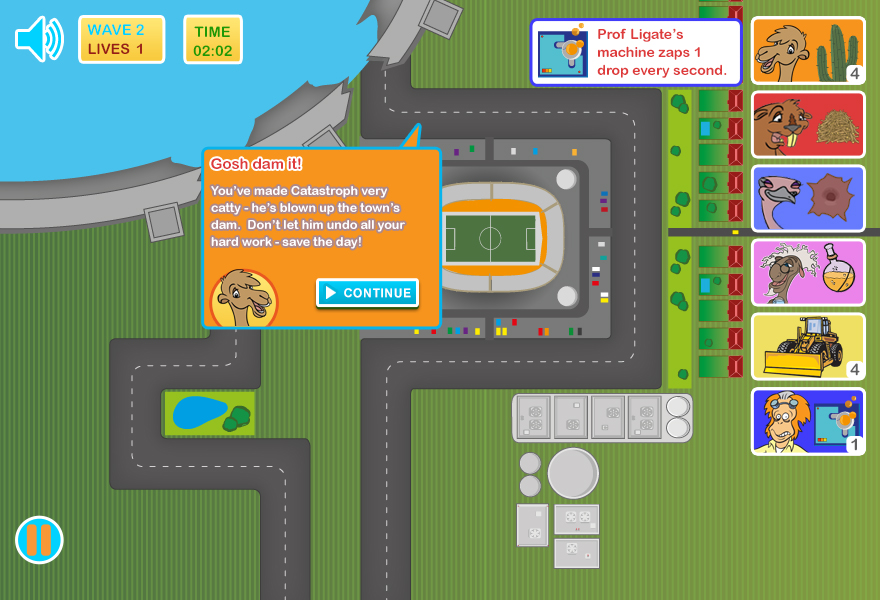 WAVE 2
LIVES 1
TIME
02:02
Prof Ligate's
machine zaps 1
drop every second.
Gosh dam it!
You've made Catastroph very
catty - he's blown up the town's
dam. Don't let him undo all your
hard work - save the day!
CONTINUE
4
4
1